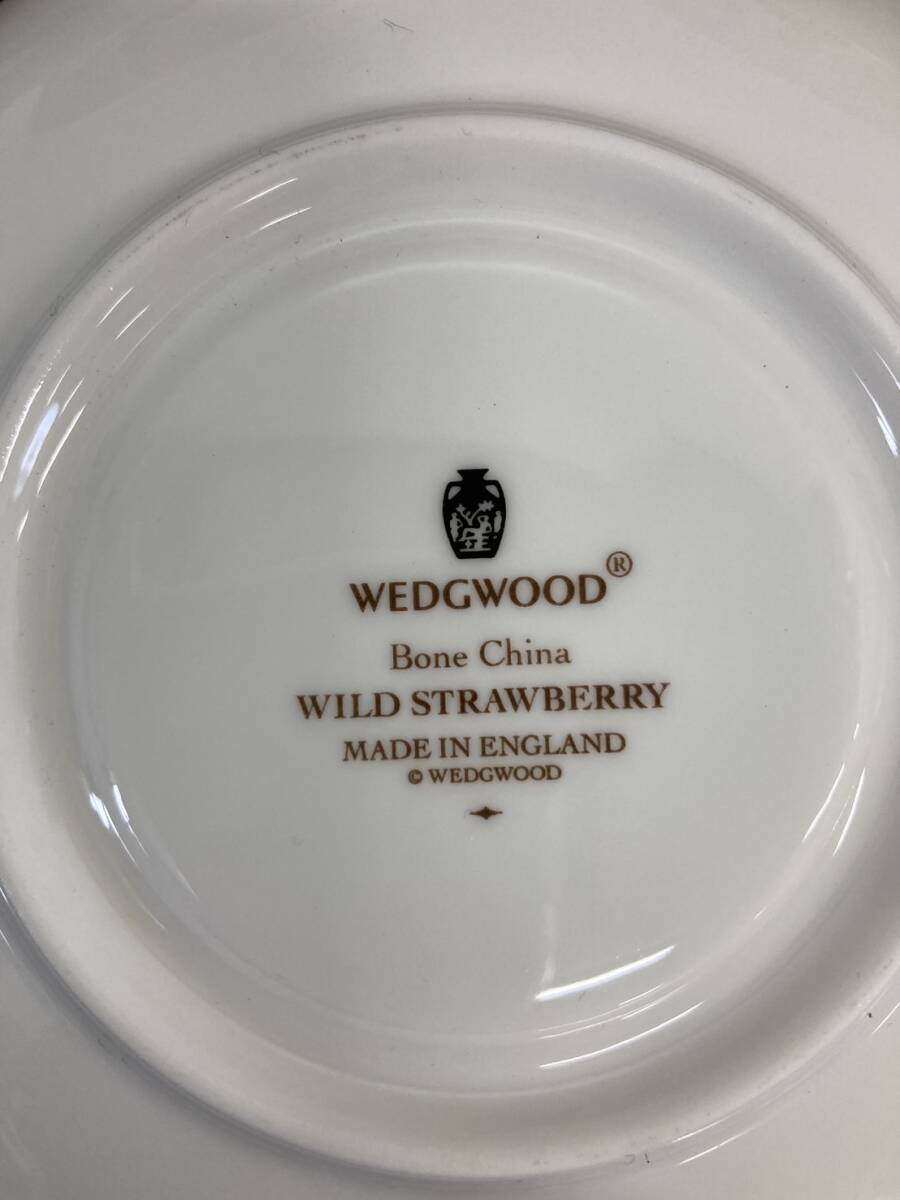 WEDGWOOD®
Bone China
WILD STRAWBERRY
MADE IN ENGLAND
© WEDGWOOD